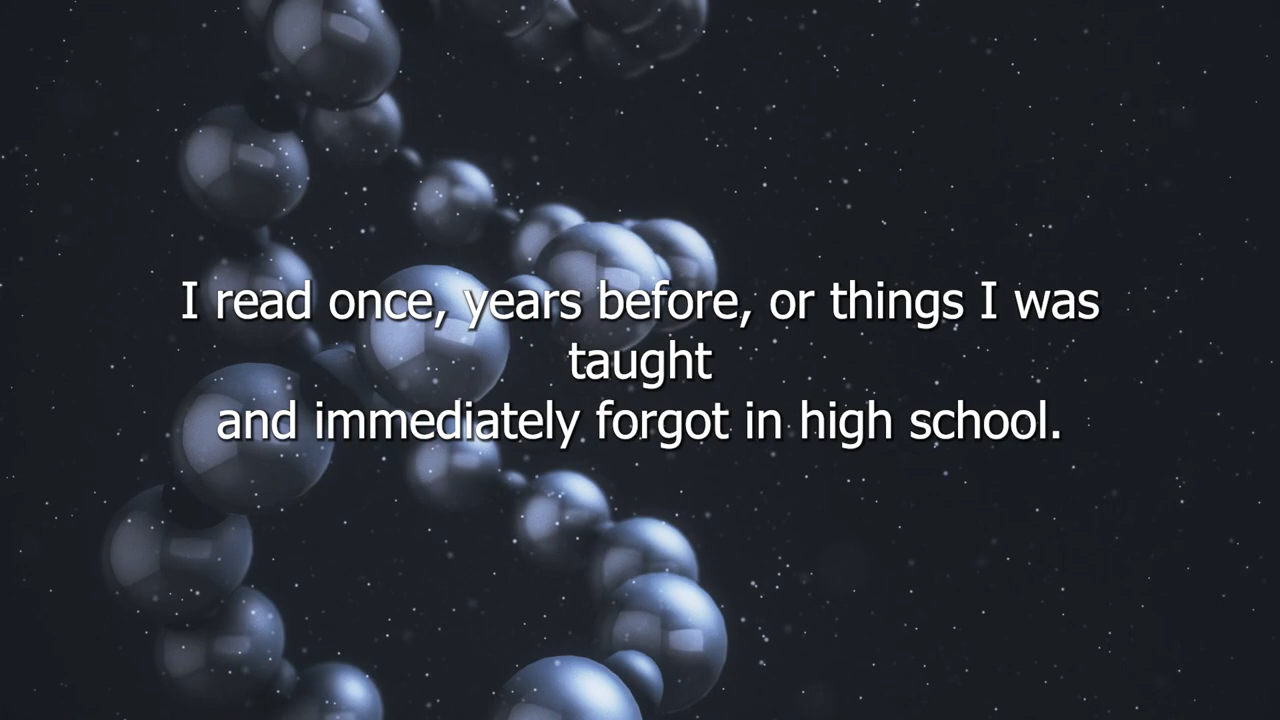 I read once, years before, or things I was
taught
and immediately forgot in high school.